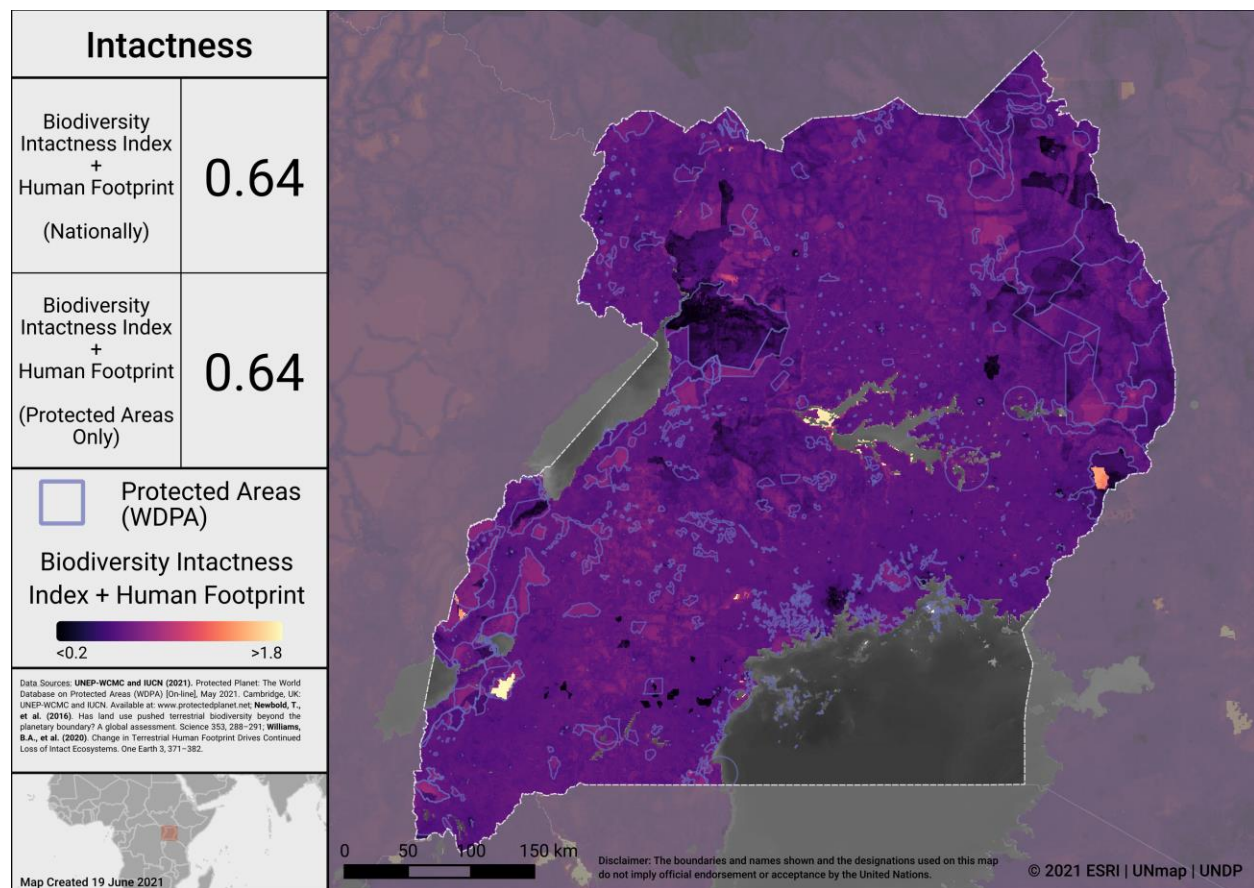 Intactness
Biodiversity
Intactness Index
+
Human Footprint
(Nationally)
0.64
Biodiversity
Intactness Index
+
Human Footprint
(Protected Areas
Only)
0.64
Protected Areas
(WDPA)
Biodiversity Intactness
Index + Human Footprint
<0.2
>1.8
Data Sources: UNEP-WCMC and IUCN (2021). Protected Planet: The World
Database on Protected Areas (WDPA) [On-line], May 2021. Cambridge, UK:
UNEP-WCMC and IUCN. Available at: www.protectedplanet.net; Newbold, T.,
et al. (2016). Has land use pushed terrestrial biodiversity beyond the
planetary boundary? A global assessment. Science 353, 288–291; Williams,
B.A., et al. (2020). Change in Terrestrial Human Footprint Drives Continued
Loss of Intact Ecosystems. One Earth 3, 371–382.
Map Created 19 June 2021
0 50 100 150 km
Disclaimer: The boundaries and names shown and the designations used on this map
do not imply official endorsement or acceptance by the United Nations.
© 2021 ESRI | UNmap | UNDP